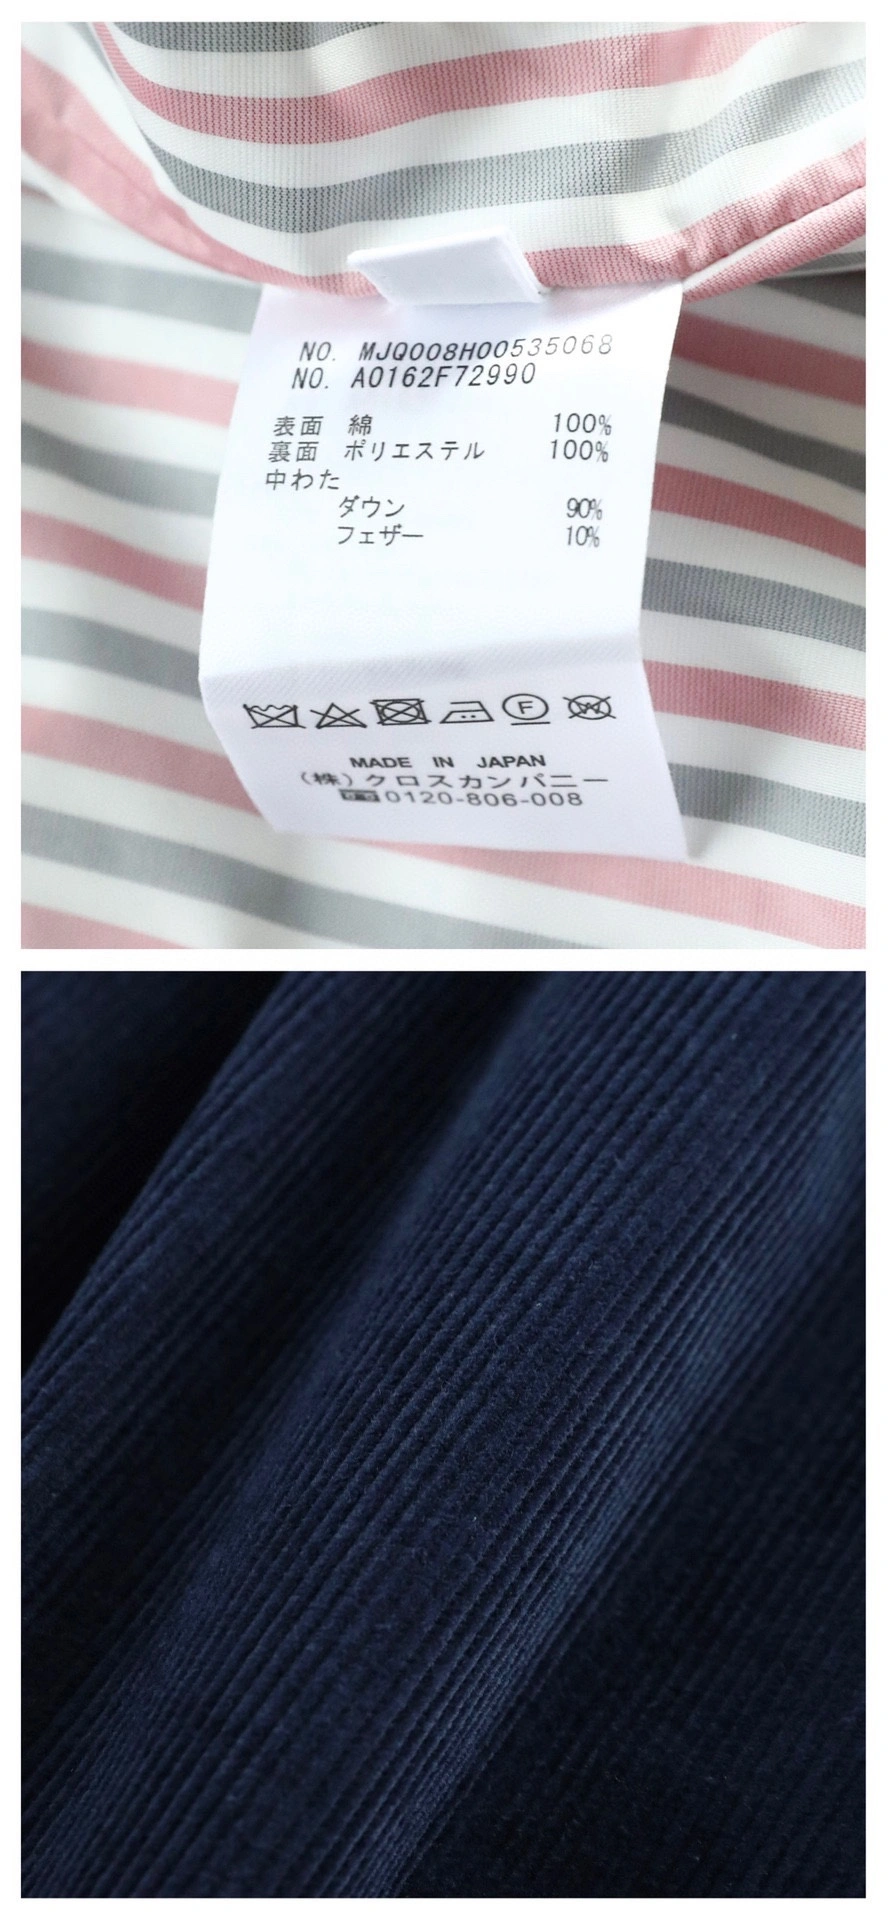 NO. MJQ008H00535068
NO. A0162F72990
表面 綿 100%
裏面 ポリエステル 100%
中わた
ダウン 90%
フェザー 10%
MADE IN JAPAN
(株)クロスカンパニー
0120-806-008